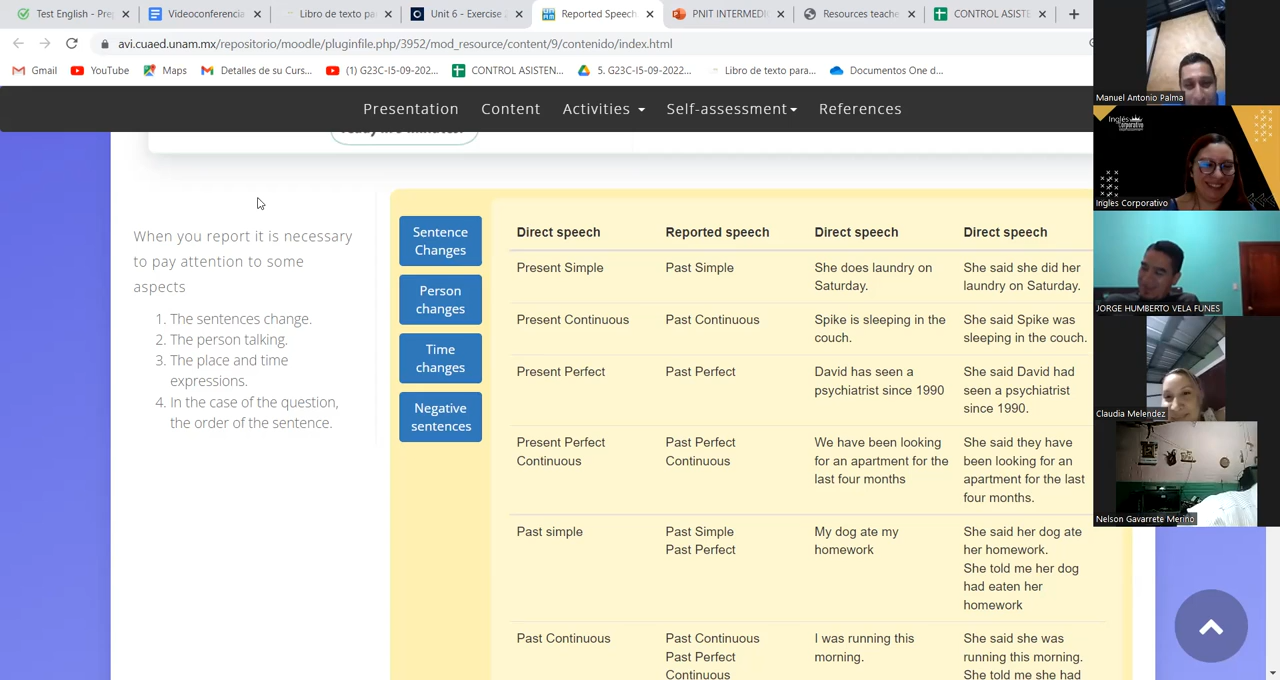 Test English - Pre
Videoconferencia
Libro de texto pa
Unit 6 - Exercise 2
Reported Speech
PNIT INTERMEDI
Resources teache
CONTROL ASISTE
avi.cuaed.unam.mx/repositorio/moodle/pluginfile.php/3952/mod_resource/content/9/contenido/index.html
Gmail
YouTube
Maps
Detalles de su Curs...
(1) G23C-I5-09-202...
CONTROL ASISTEN...
5. G23C-I5-09-2022...
Libro de texto para...
Documentos One d...
Presentation
Content
Activities
Self-assessment
References
When you report it is necessary
to pay attention to some
aspects
1. The sentences change.
2. The person talking.
3. The place and time
expressions.
4. In the case of the question,
the order of the sentence.
Sentence
Changes
Person
changes
Time
changes
Negative
sentences
Direct speech
Reported speech
Direct speech
Direct speech
Present Simple
Past Simple
She does laundry on
Saturday.
She said she did her
laundry on Saturday.
Present Continuous
Past Continuous
Spike is sleeping in the
couch.
She said Spike was
sleeping in the couch.
Present Perfect
Past Perfect
David has seen a
psychiatrist since 1990
She said David had
seen a psychiatrist
since 1990.
Present Perfect
Continuous
Past Perfect
Continuous
We have been looking
for an apartment for the
last four months
She said they have
been looking for an
apartment for the last
four months.
Past simple
Past Simple
Past Perfect
My dog ate my
homework
She said her dog ate
her homework.
She told me her dog
had eaten her
homework
Past Continuous
Past Continuous
Past Perfect
Continuous
I was running this
morning.
She said she was
running this morning.
She told me she had
Manuel Antonio Palma
Inglés
Corporativo
Ingles Corporativo
JORGE HUMBERTO VELA FUNES
Claudia Melendez
Nelson Gavarrete Merino